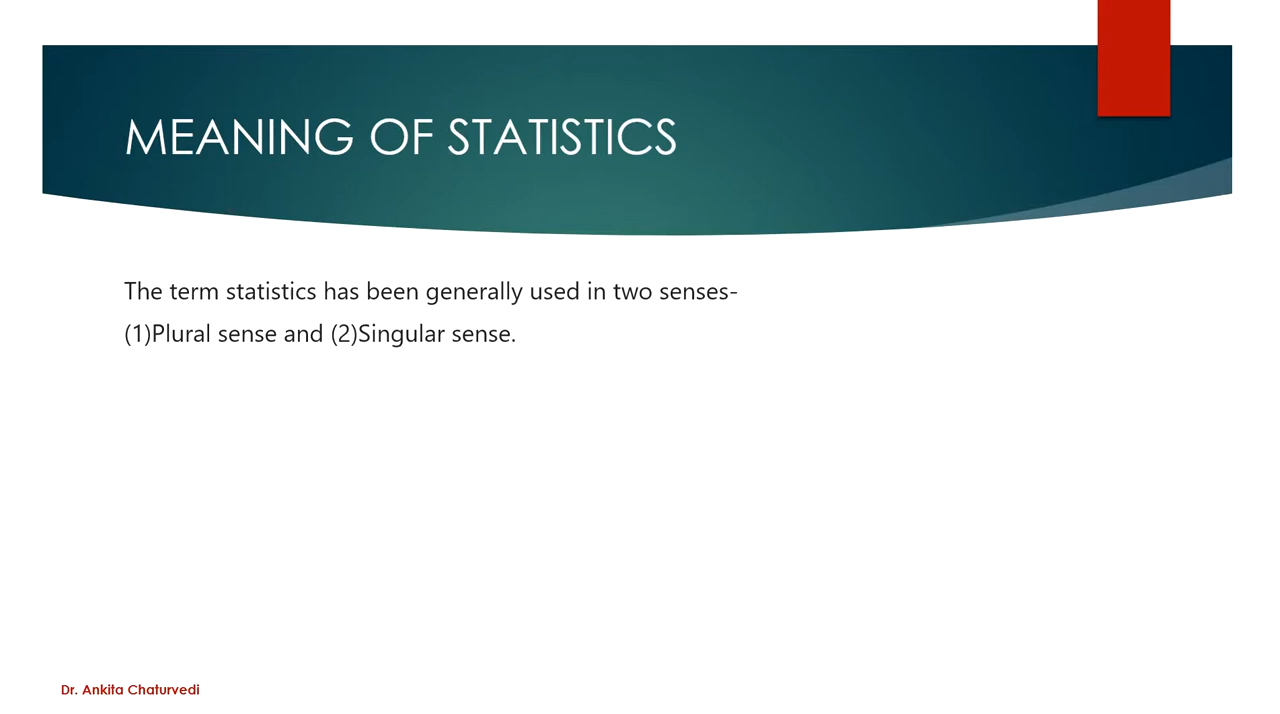 MEANING OF STATISTICS
The term statistics has been generally used in two senses-
(1)Plural sense and (2)Singular sense.
Dr. Ankita Chaturvedi